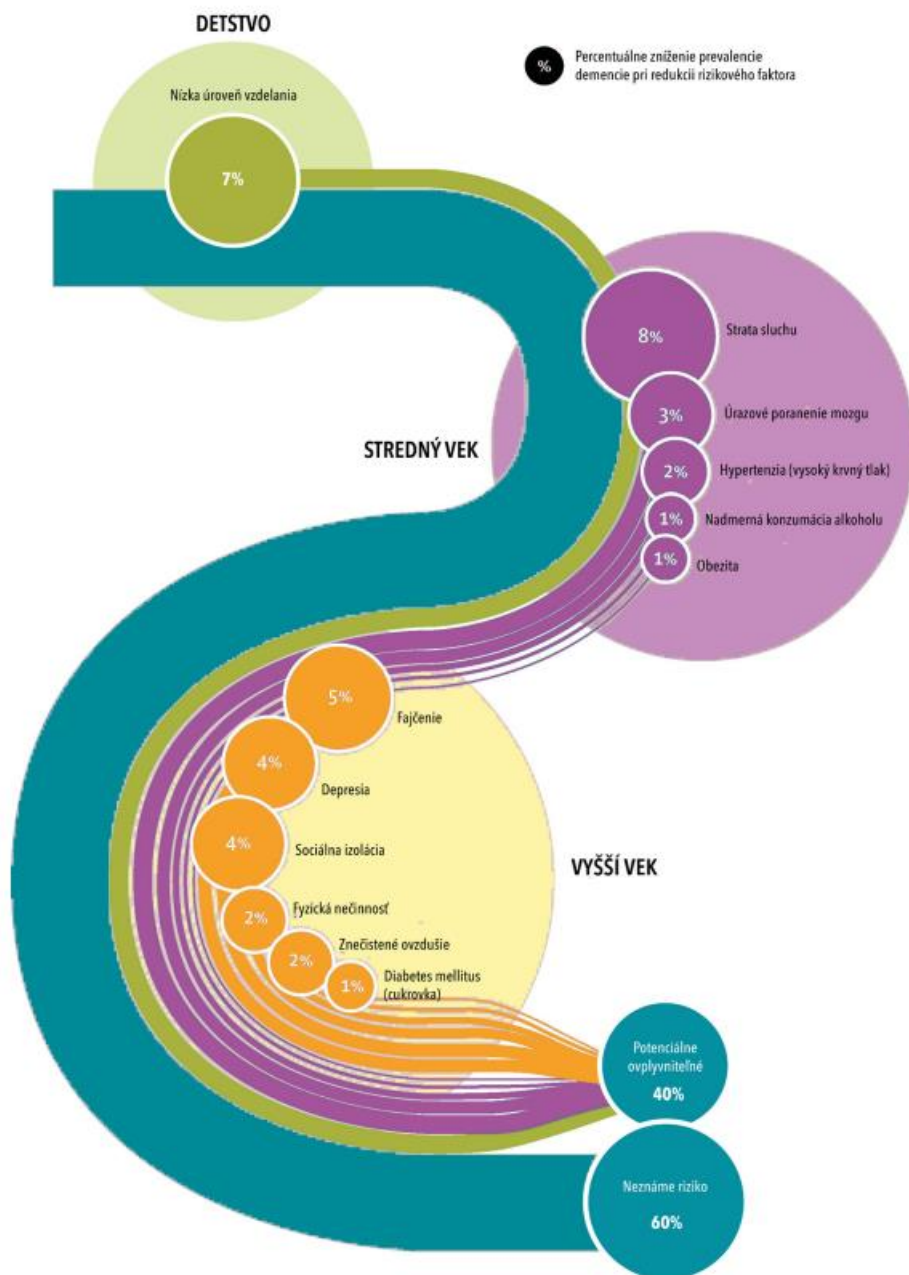 DETSTVO
%
Percentuálne zníženie prevalencie
demencie pri redukcii rizikového faktora
Nízka úroveň vzdelania
7%
8%
Strata sluchu
3%
Úrazové poranenie mozgu
STREDNÝ VEK
2%
Hypertenzia (vysoký krvný tlak)
1%
Nadmerná konzumácia alkoholu
1%
Obezita
5%
Fajčenie
4%
Depresia
4%
Sociálna izolácia
VYŠŠÍ VEK
2%
Fyzická nečinnosť
2%
Znečistené ovzdušie
1%
Diabetes mellitus
(cukrovka)
Potenciálne
ovplyvniteľné
40%
Neznáme riziko
60%